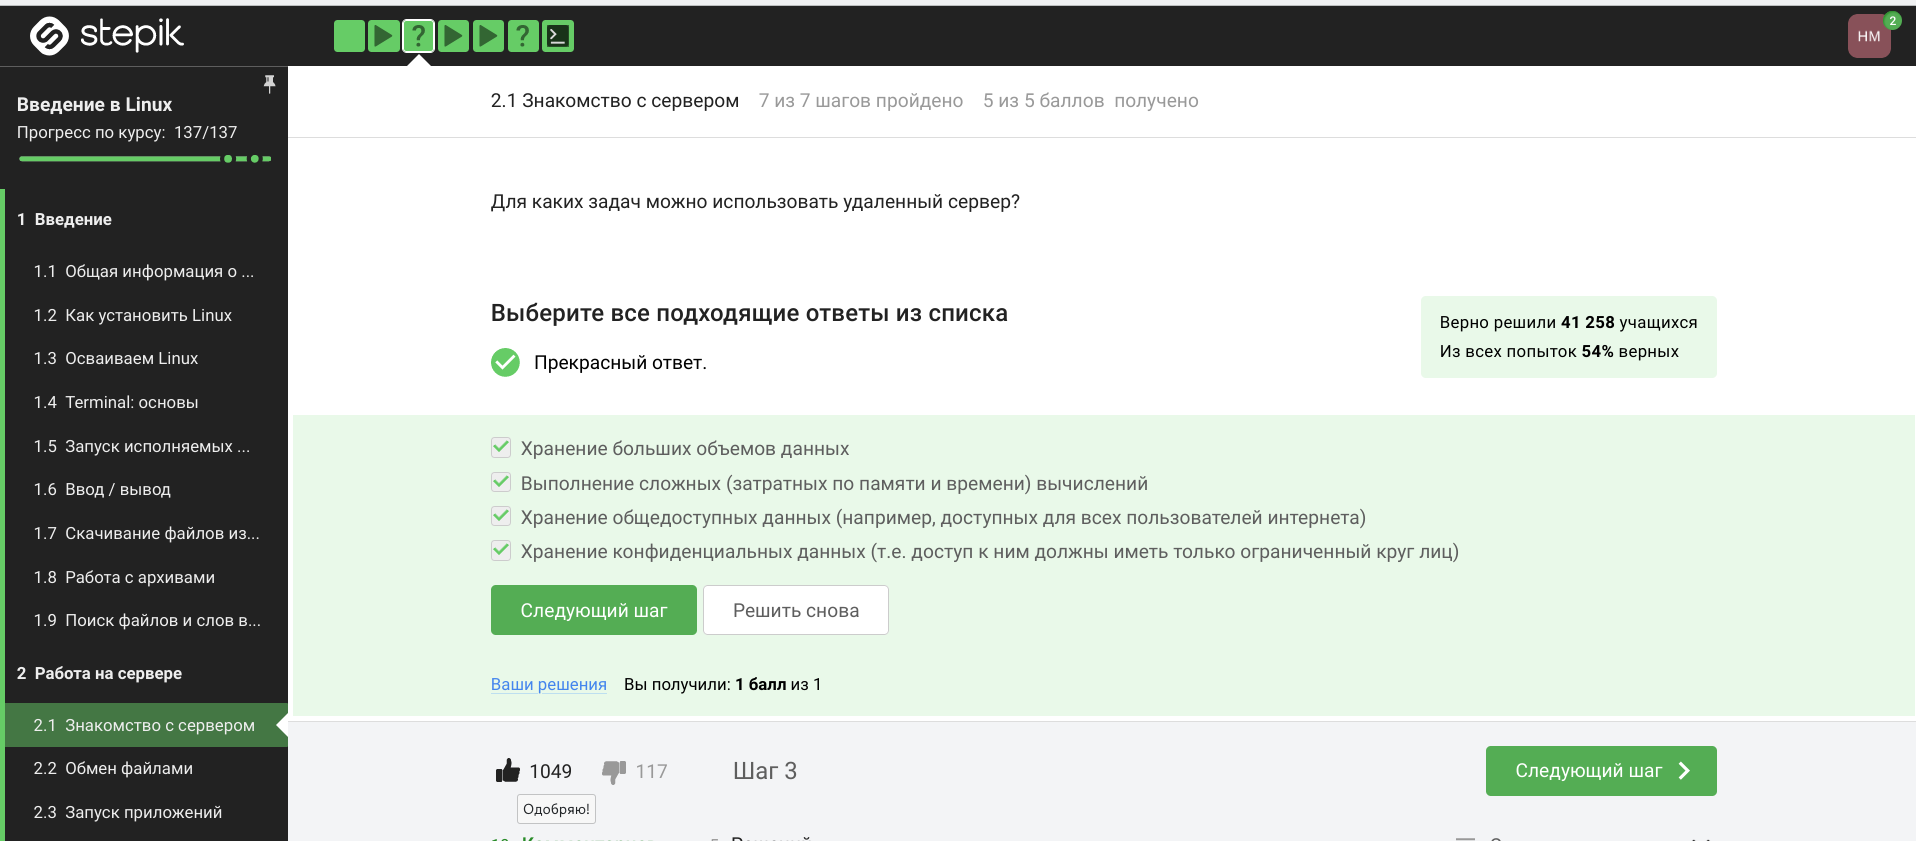 stepik
НМ
2
Введение в Linux
Прогресс по курсу: 137/137
1 Введение
1.1 Общая информация о ...
1.2 Как установить Linux
1.3 Осваиваем Linux
1.4 Terminal: основы
1.5 Запуск исполняемых ...
1.6 Ввод / вывод
1.7 Скачивание файлов из...
1.8 Работа с архивами
1.9 Поиск файлов и слов в...
2 Работа на сервере
2.1 Знакомство с сервером
2.2 Обмен файлами
2.3 Запуск приложений
2.1 Знакомство с сервером 7 из 7 шагов пройдено 5 из 5 баллов получено
Для каких задач можно использовать удаленный сервер?
Выберите все подходящие ответы из списка
Прекрасный ответ.
Верно решили 41 258 учащихся
Из всех попыток 54% верных
Хранение больших объемов данных
Выполнение сложных (затратных по памяти и времени) вычислений
Хранение общедоступных данных (например, доступных для всех пользователей интернета)
Хранение конфиденциальных данных (т.е. доступ к ним должны иметь только ограниченный круг лиц)
Следующий шаг
Решить снова
Ваши решения Вы получили: 1 балл из 1
1049 117 Шаг 3
Следующий шаг
Одобряю!